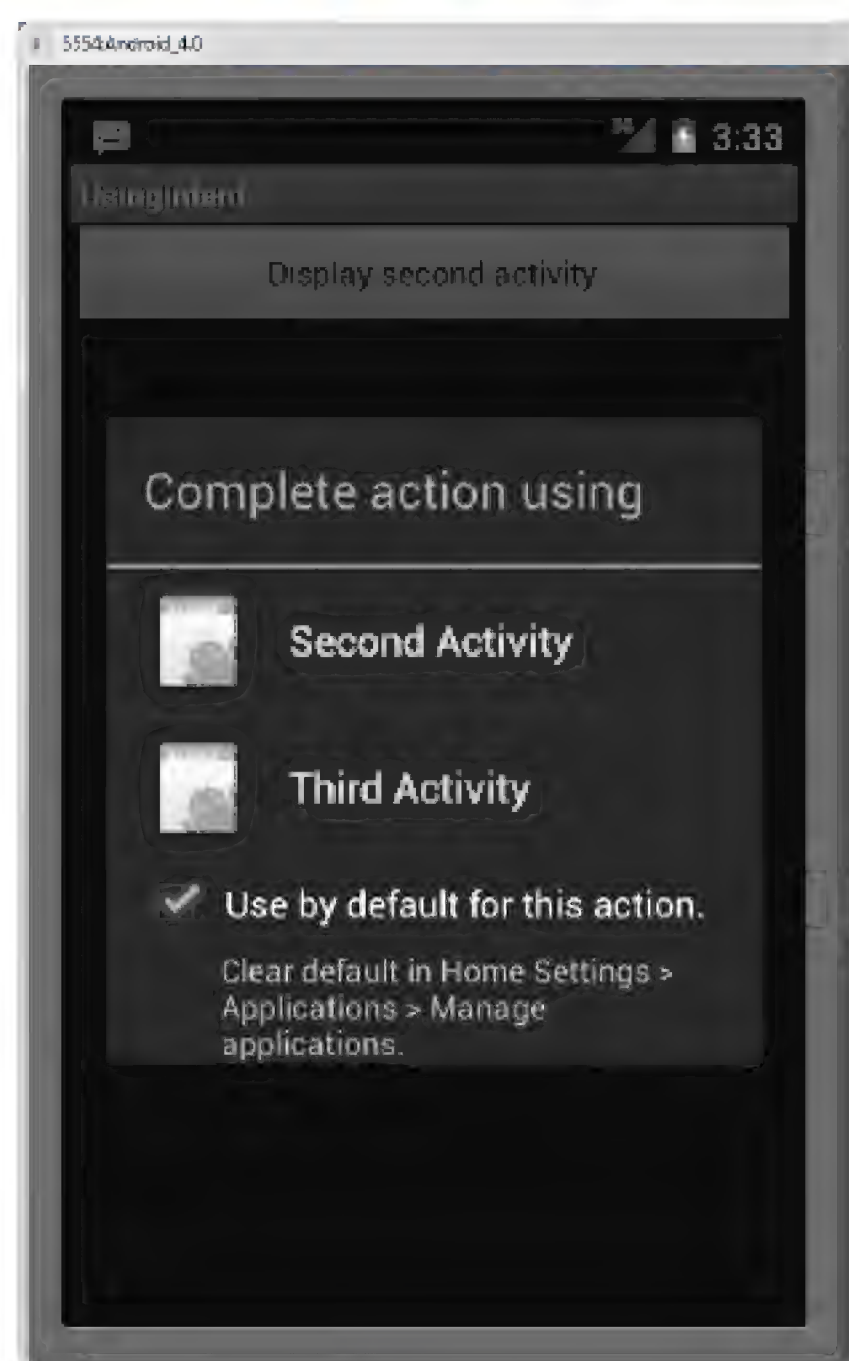 5554:Android_4.0
3:33
UsingIntent
Display second activity
Complete action using
Second Activity
Third Activity
Use by default for this action.
Clear default in Home Settings >
Applications > Manage
applications.